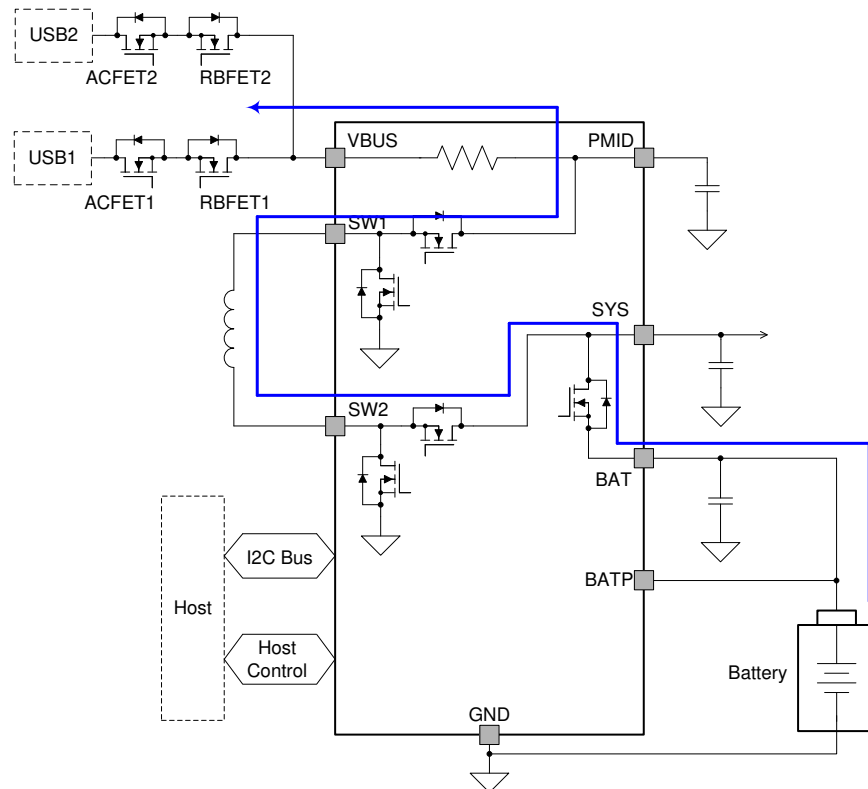 USB2
ACFET2
RBFET2
USB1
ACFET1
RBFET1
VBUS
PMID
SW1
SYS
SW2
BAT
I2C Bus
BATP
Host
Host
Control
Battery
GND